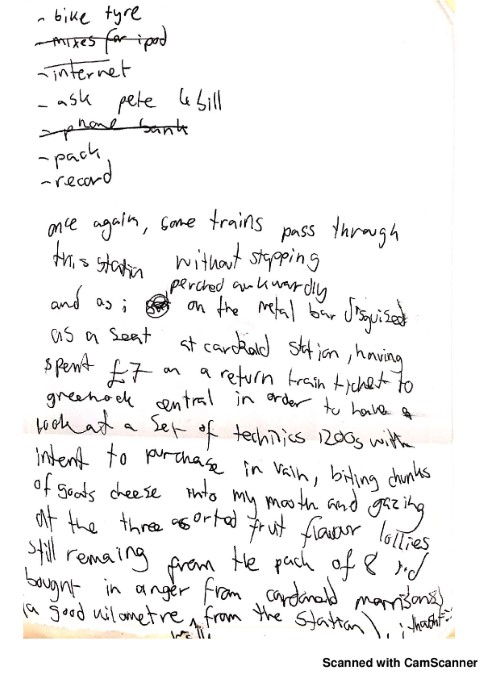 - bike tyre
- mixes for ipod
- internet
- ask pete & bill
- phone bank
- pack
- record
once again, some trains pass through
this station without stopping
perched awkwardly
and as i on the metal bar disguised
as a seat at cardonald station, having
spent £7 on a return train ticket to
greenock central in order to have a
look at a set of technics 1200s with
intent to purchase in vain, biting chunks
of goats cheese into my mooth and gazing
at the three assorted fruit flavour lollies
still remaing from the pack of 8
bought in anger from cardonald morrisons
(a good kilometre from the station), i thought:
Scanned with CamScanner